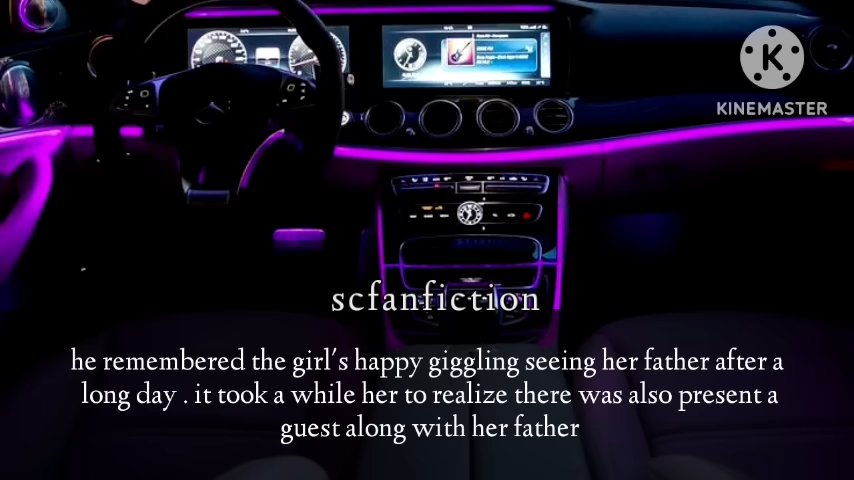 KINEMASTER
scfanfiction
he remembered the girl's happy giggling seeing her father after a
long day . it took a while her to realize there was also present a
guest along with her father